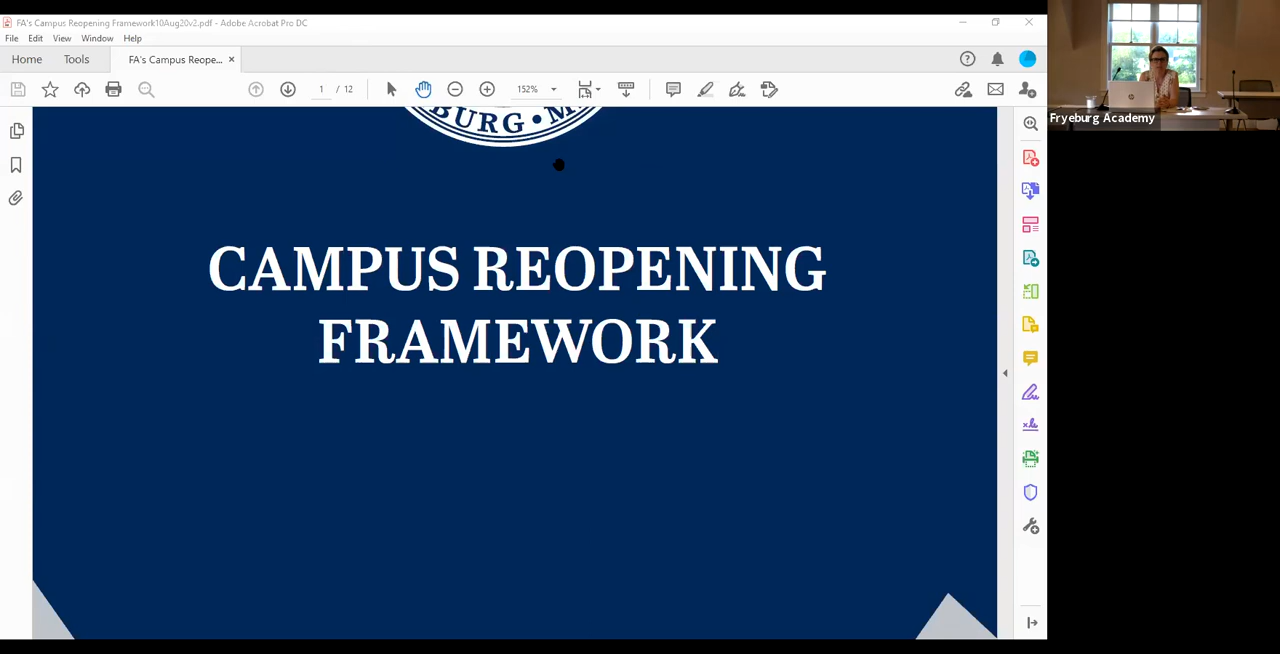 FA's Campus Reopening Framework10Aug20v2.pdf - Adobe Acrobat Pro DC
File Edit View Window Help
Home Tools FA's Campus Reope... ×
1 / 12 152%
BURG • M
CAMPUS REOPENING
FRAMEWORK
Fryeburg Academy